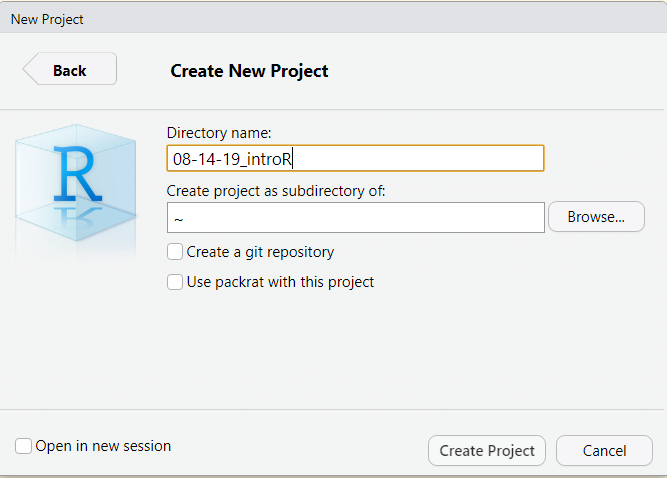 New Project
Back
Create New Project
R
Directory name:
08-14-19_introR
Create project as subdirectory of:
~
Browse...
Create a git repository
Use packrat with this project
Open in new session
Create Project
Cancel